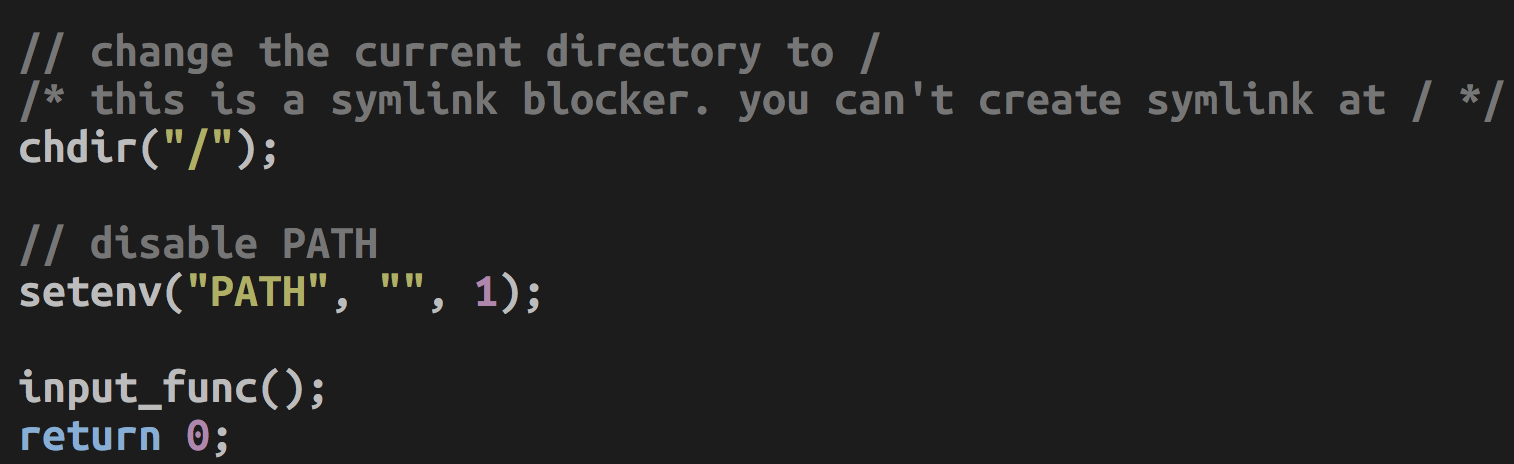 // change the current directory to /
/* this is a symlink blocker. you can't create symlink at / */
chdir("/");
// disable PATH
setenv("PATH", "", 1);
input_func();
return 0;